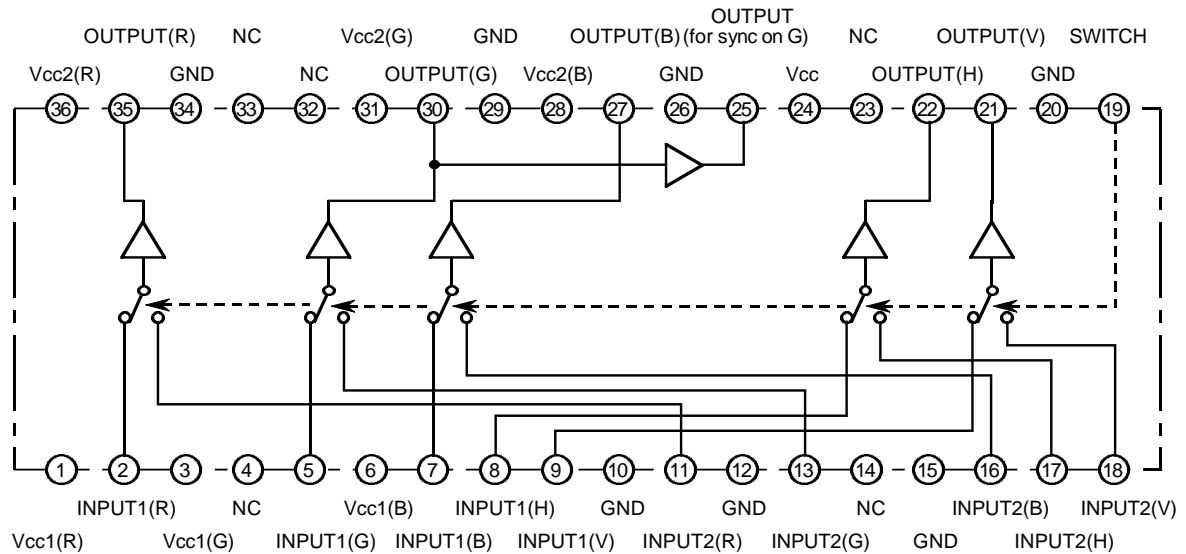 OUTPUT
OUTPUT(R) NC Vcc2(G) GND OUTPUT(B) (for sync on G) NC OUTPUT(V) SWITCH
Vcc2(R) GND NC OUTPUT(G) Vcc2(B) GND Vcc OUTPUT(H) GND
36 35 34 33 32 31 30 29 28 27 26 25 24 23 22 21 20 19
1 2 3 4 5 6 7 8 9 10 11 12 13 14 15 16 17 18
INPUT1(R) NC Vcc1(B) INPUT1(H) GND GND NC INPUT2(B) INPUT2(V)
Vcc1(R) Vcc1(G) INPUT1(G) INPUT1(B) INPUT1(V) INPUT2(R) INPUT2(G) GND INPUT2(H)